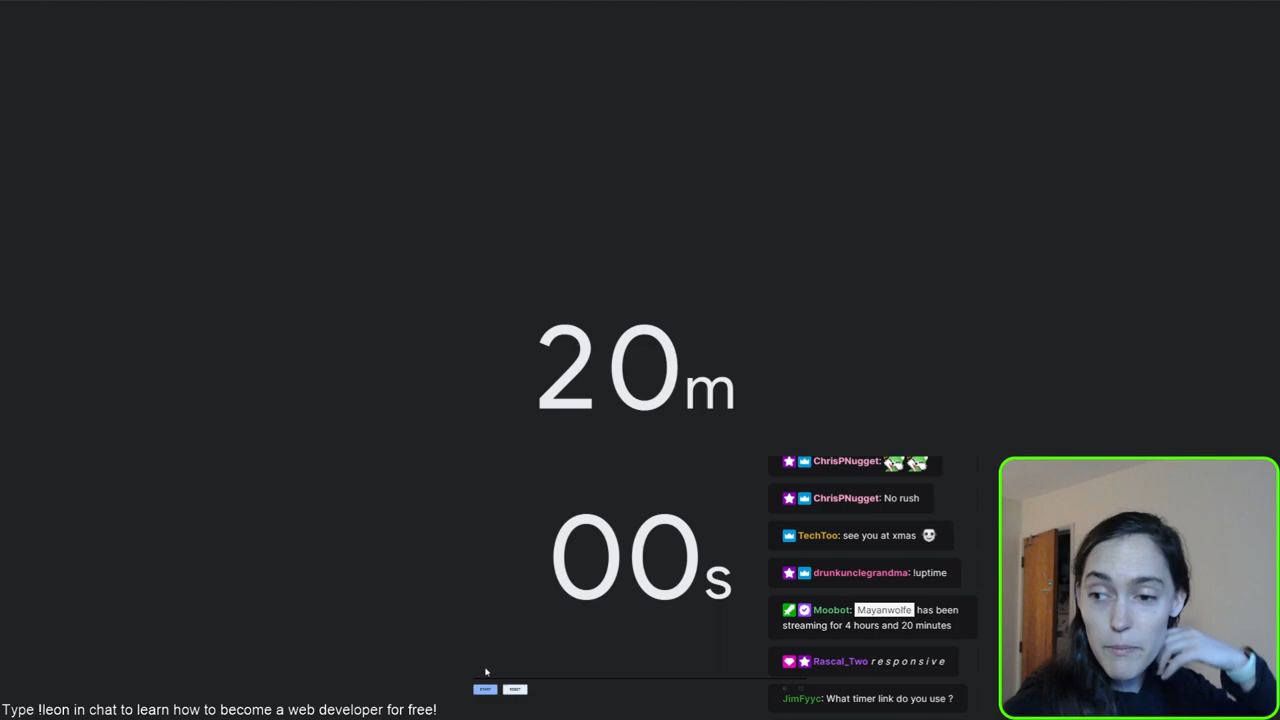 20m
00s
START RESET
ChrisPNugget:
ChrisPNugget: No rush
TechToo: see you at xmas
drunkunclegrandma: !uptime
Moobot: Mayanwolfe has been
streaming for 4 hours and 20 minutes
Rascal_Two r e s p o n s i v e
JimFyyc: What timer link do you use ?
Type !leon in chat to learn how to become a web developer for free!